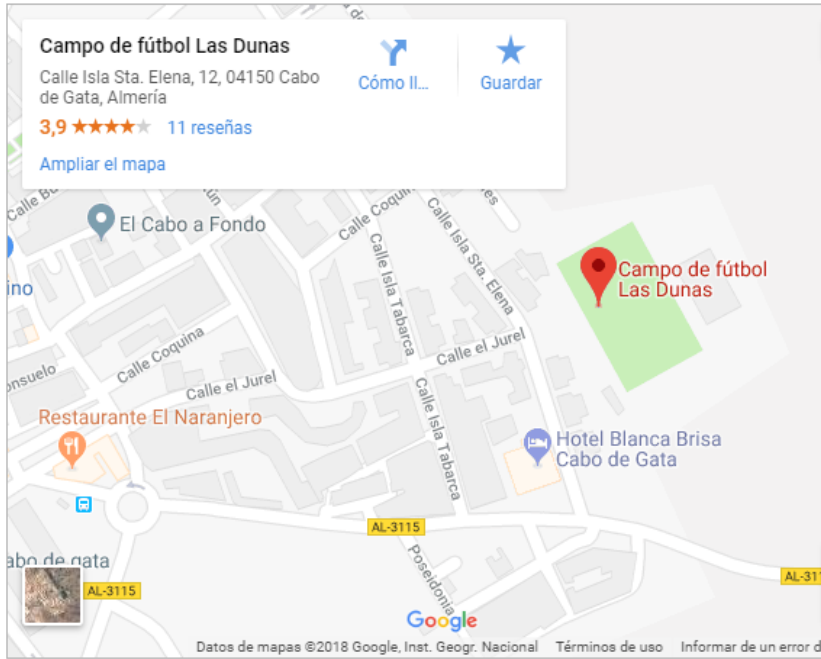 Campo de fútbol Las Dunas
Calle Isla Sta. Elena, 12, 04150 Cabo
de Gata, Almería
3,9
11 reseñas
Ampliar el mapa
Cómo ll...
Guardar
Calle
El Cabo a Fondo
Calle Coquina
Calle Isla Sta. Elena
Calle Isla Tabarca
Campo de fútbol
Las Dunas
ino
Calle Coquina
Calle el Jurel
Calle el Jurel
onsuelo
Restaurante El Naranjero
Calle Isla Tabarca
Hotel Blanca Brisa
Cabo de Gata
AL-3115
abo de gata
Poseidonia
AL-311
AL-3115
Google
Datos de mapas ©2018 Google, Inst. Geogr. Nacional
Términos de uso
Informar de un error d